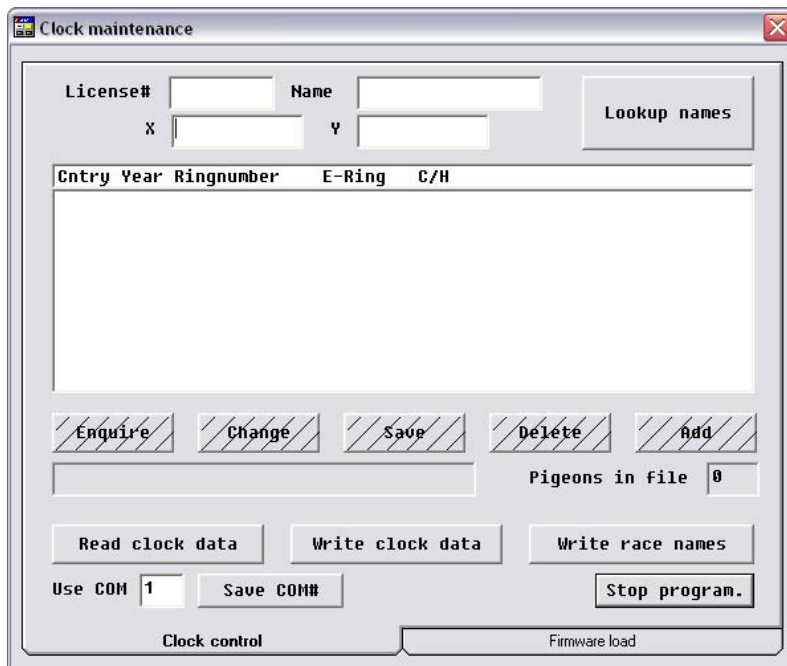 Clock maintenance
License# Name Lookup names
X Y
Cntry Year Ringnumber E-Ring C/H
Enquire Change Save Delete Add
Pigeons in file 0
Read clock data Write clock data Write race names
Use COM 1 Save COM# Stop program.
Clock control Firmware load